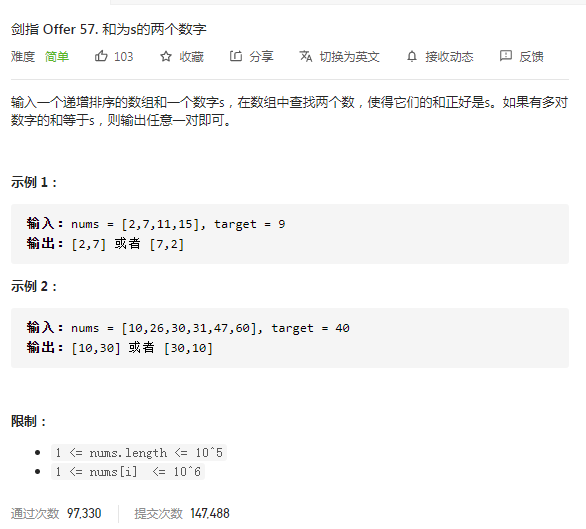 剑指 Offer 57. 和为s的两个数字
难度 简单 103 收藏 分享 切换为英文 接收动态 反馈
输入一个递增排序的数组和一个数字s，在数组中查找两个数，使得它们的和正好是s。如果有多对
数字的和等于s，则输出任意一对即可。
示例 1：
输入：nums = [2,7,11,15], target = 9
输出：[2,7] 或者 [7,2]
示例 2：
输入：nums = [10,26,30,31,47,60], target = 40
输出：[10,30] 或者 [30,10]
限制：
1 <= nums.length <= 10^5
1 <= nums[i] <= 10^6
通过次数 97,330 提交次数 147,488